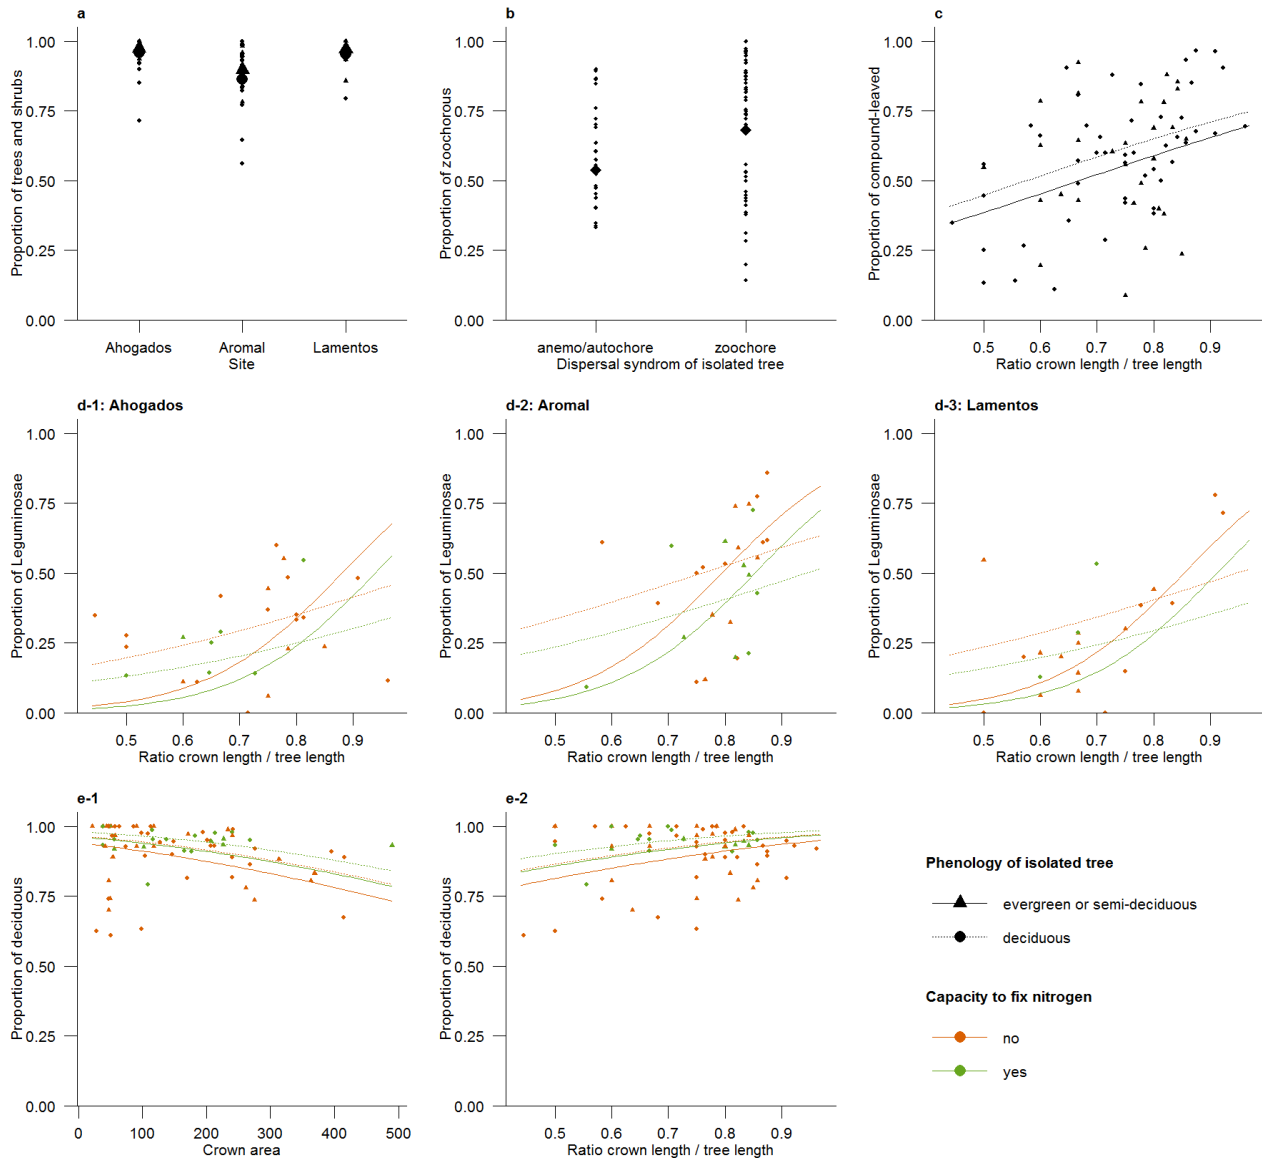 a
Proportion of trees and shrubs
1.00
0.75
0.50
0.25
0.00
Ahogados
Aromal
Lamentos
Site
b
Proportion of zoochorous
1.00
0.75
0.50
0.25
0.00
anemo/autochore
zoochore
Dispersal syndrom of isolated tree
c
Proportion of compound-leaved
1.00
0.75
0.50
0.25
0.00
0.5 0.6 0.7 0.8 0.9
Ratio crown length / tree length
d-1: Ahogados
Proportion of Leguminosae
1.00
0.75
0.50
0.25
0.00
0.5 0.6 0.7 0.8 0.9
Ratio crown length / tree length
d-2: Aromal
Proportion of Leguminosae
1.00
0.75
0.50
0.25
0.00
0.5 0.6 0.7 0.8 0.9
Ratio crown length / tree length
d-3: Lamentos
Proportion of Leguminosae
1.00
0.75
0.50
0.25
0.00
0.5 0.6 0.7 0.8 0.9
Ratio crown length / tree length
e-1
Proportion of deciduous
1.00
0.75
0.50
0.25
0.00
0 100 200 300 400 500
Crown area
e-2
Proportion of deciduous
1.00
0.75
0.50
0.25
0.00
0.5 0.6 0.7 0.8 0.9
Ratio crown length / tree length
Phenology of isolated tree
evergreen or semi-deciduous
deciduous
Capacity to fix nitrogen
no
yes